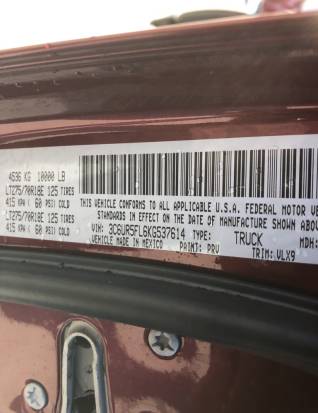 4536 KG 10000 LB
LT275/70R18E 125 TIRES
415 KPA ( 60 PSI) COLD
LT275/70R18E 125 TIRES
415 KPA ( 60 PSI) COLD
THIS VEHICLE CONFORMS TO ALL APPLICABLE U.S.A. FEDERAL MOTOR VE
STANDARDS IN EFFECT ON THE DATE OF MANUFACTURE SHOWN ABOV
VIN: 3C6UR5FL6KG537614 TYPE: TRUCK
VEHICLE MADE IN MEXICO PAINT: PRV TRIM: VLX9
MDH: